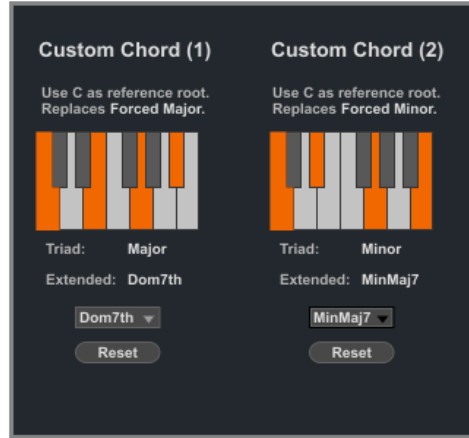 Custom Chord (1)
Use C as reference root.
Replaces Forced Major.
Triad: Major
Extended: Dom7th
Dom7th
Reset
Custom Chord (2)
Use C as reference root.
Replaces Forced Minor.
Triad: Minor
Extended: MinMaj7
MinMaj7
Reset